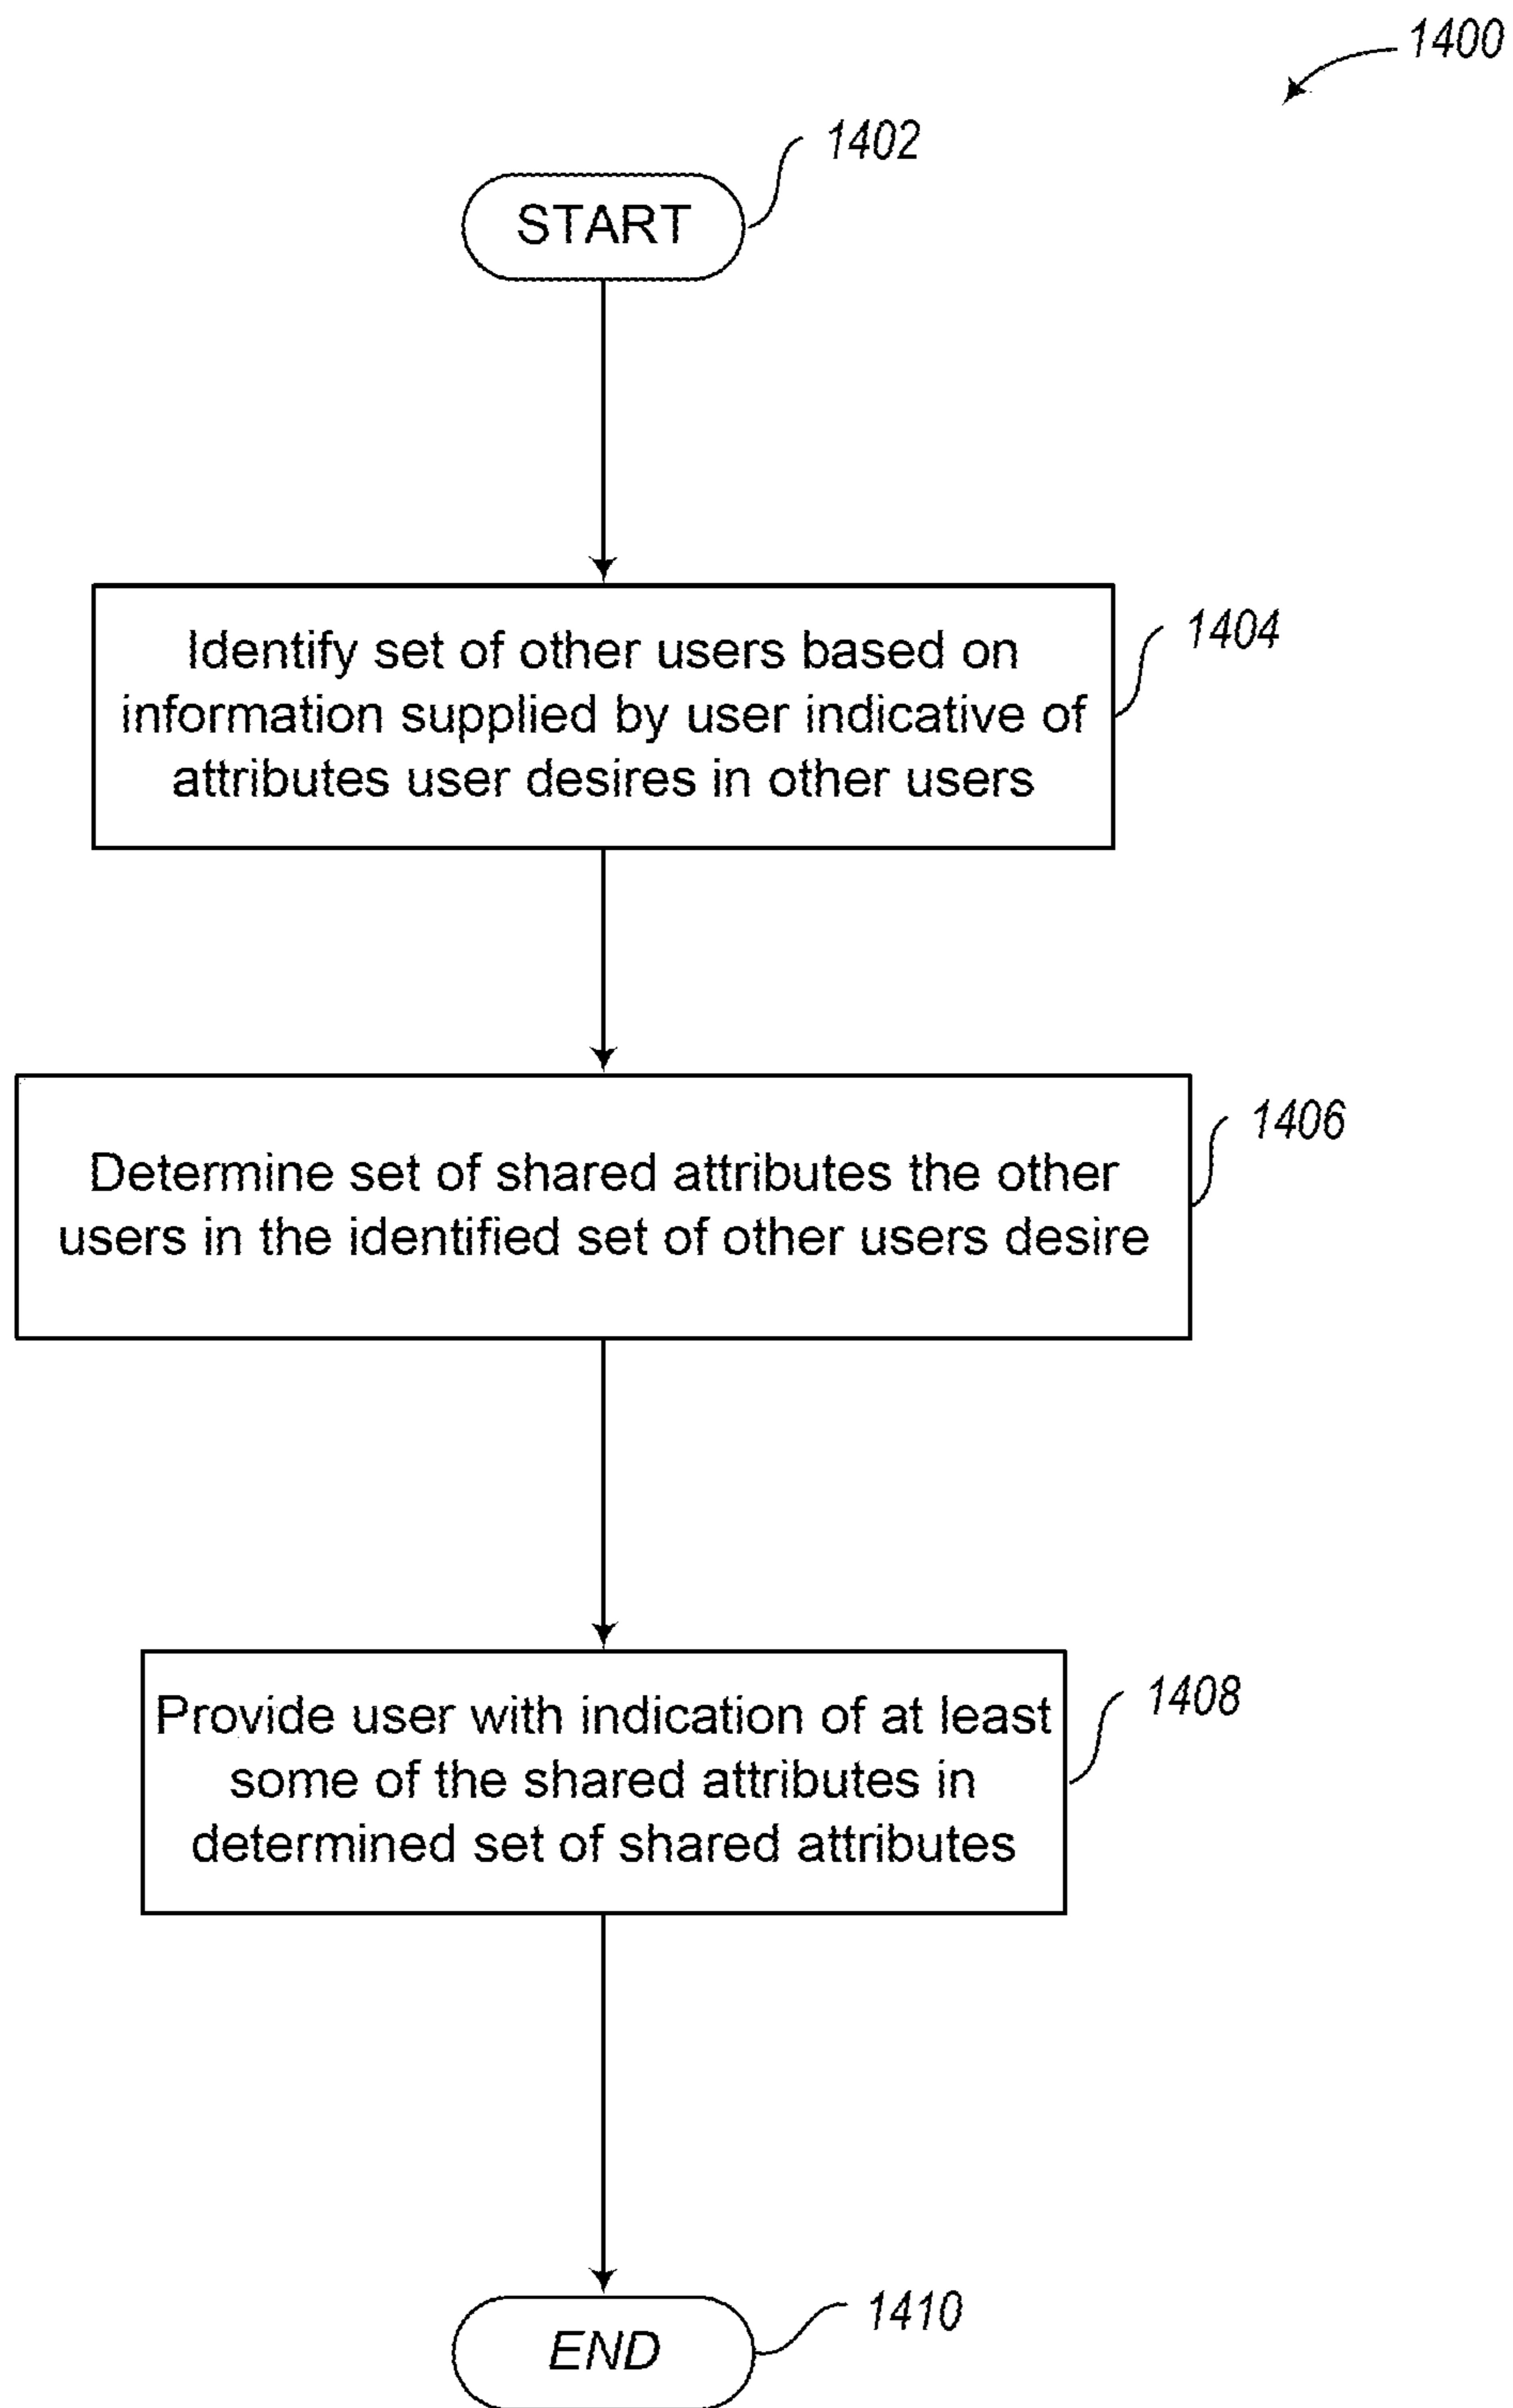 1400
1402
START
1404
Identify set of other users based on
information supplied by user indicative of
attributes user desires in other users
1406
Determine set of shared attributes the other
users in the identified set of other users desire
1408
Provide user with indication of at least
some of the shared attributes in
determined set of shared attributes
1410
END